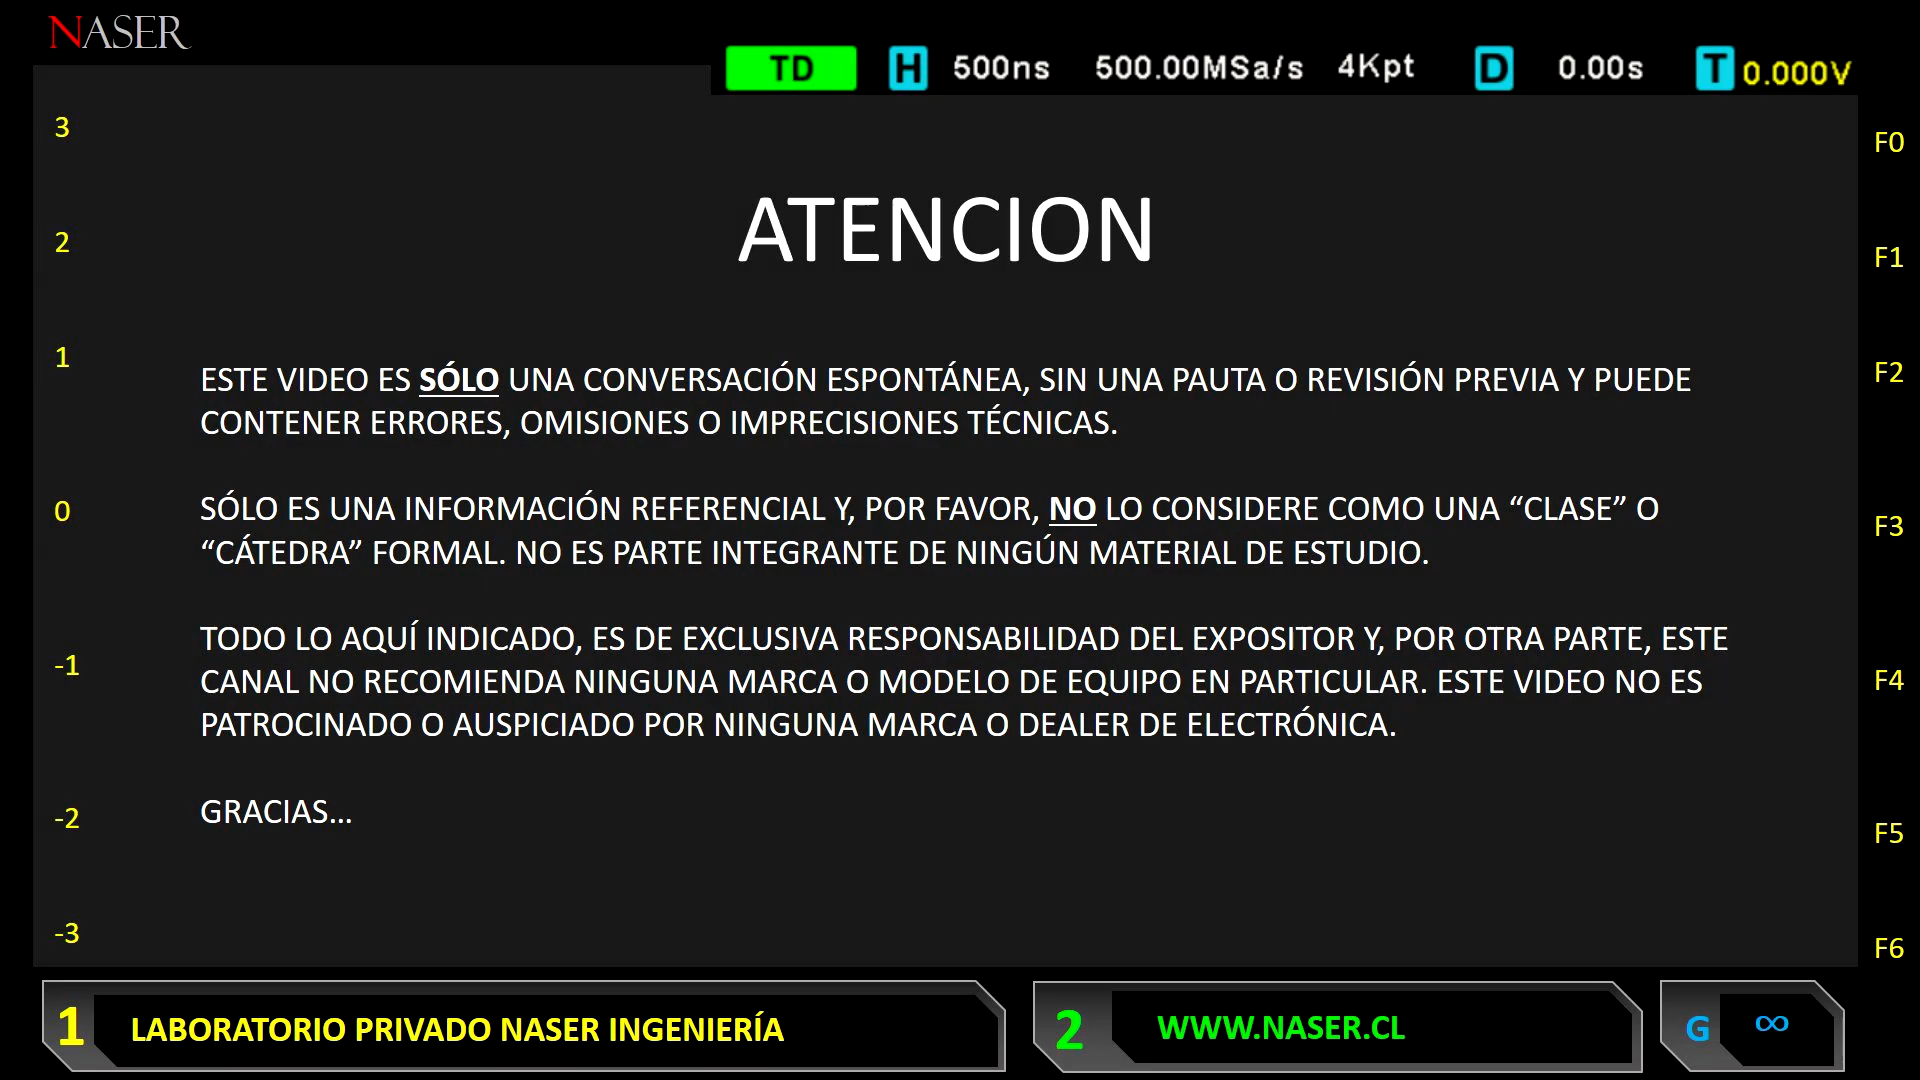 NASER
TD H 500ns 500.00MSa/s 4Kpt D 0.00s T 0.000V
3
F0
ATENCION
2
F1
1
F2
ESTE VIDEO ES SÓLO UNA CONVERSACIÓN ESPONTÁNEA, SIN UNA PAUTA O REVISIÓN PREVIA Y PUEDE
CONTENER ERRORES, OMISIONES O IMPRECISIONES TÉCNICAS.
SÓLO ES UNA INFORMACIÓN REFERENCIAL Y, POR FAVOR, NO LO CONSIDERE COMO UNA “CLASE” O
0
F3
“CÁTEDRA” FORMAL. NO ES PARTE INTEGRANTE DE NINGÚN MATERIAL DE ESTUDIO.
TODO LO AQUÍ INDICADO, ES DE EXCLUSIVA RESPONSABILIDAD DEL EXPOSITOR Y, POR OTRA PARTE, ESTE
-1
F4
CANAL NO RECOMIENDA NINGUNA MARCA O MODELO DE EQUIPO EN PARTICULAR. ESTE VIDEO NO ES
PATROCINADO O AUSPICIADO POR NINGUNA MARCA O DEALER DE ELECTRÓNICA.
GRACIAS...
-2
F5
-3
F6
1 LABORATORIO PRIVADO NASER INGENIERÍA
2 WWW.NASER.CL
G ∞